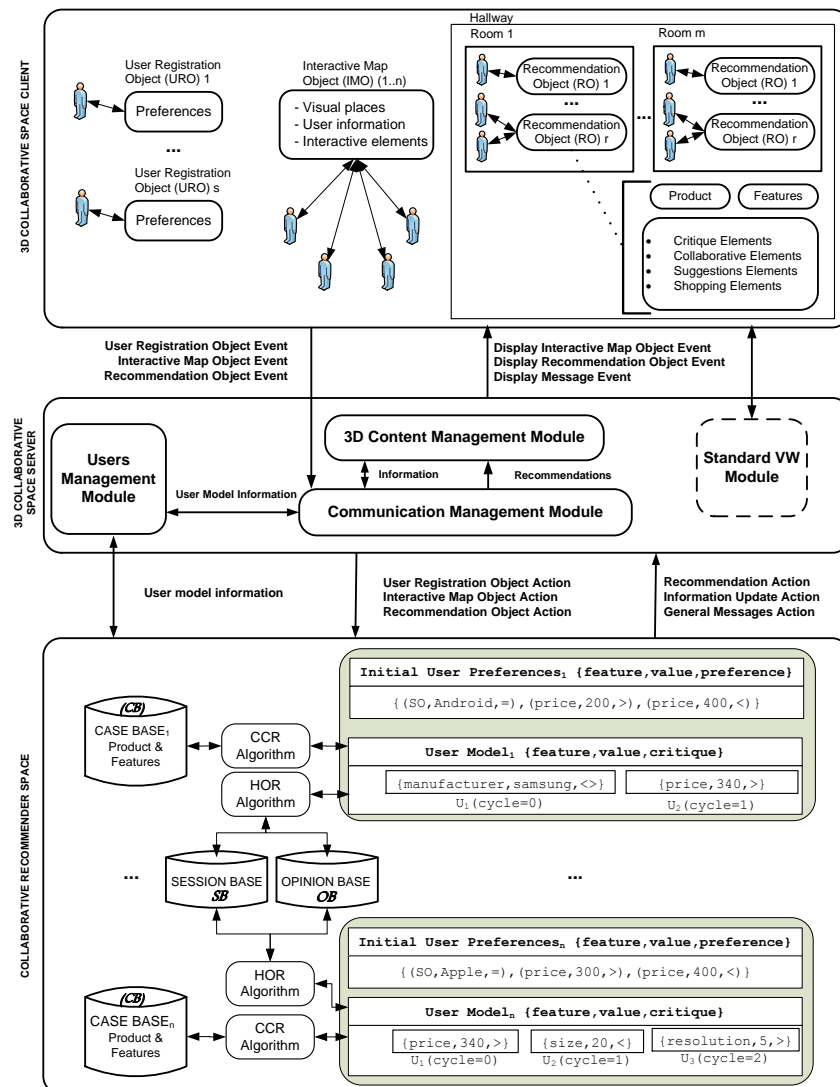 3D COLLABORATIVE SPACE CLIENT
User Registration
Object (URO) 1
Preferences
...
User Registration
Object (URO) s
Preferences
Interactive Map
Object (IMO) (1..n)
- Visual places
- User information
- Interactive elements
Hallway
Room 1
Recommendation
Object (RO) 1
...
Recommendation
Object (RO) r
...
Room m
Recommendation
Object (RO) 1
...
Recommendation
Object (RO) r
Product
Features
• Critique Elements
• Collaborative Elements
• Suggestions Elements
• Shopping Elements
User Registration Object Event
Interactive Map Object Event
Recommendation Object Event
Display Interactive Map Object Event
Display Recommendation Object Event
Display Message Event
3D COLLABORATIVE
SPACE SERVER
Users
Management
Module
User Model Information
3D Content Management Module
Information
Recommendations
Communication Management Module
Standard VW
Module
User model information
User Registration Object Action
Interactive Map Object Action
Recommendation Object Action
Recommendation Action
Information Update Action
General Messages Action
COLLABORATIVE RECOMMENDER SPACE
(CB)
CASE BASE1
Product &
Features
CCR
Algorithm
HOR
Algorithm
Initial User Preferences1 {feature,value,preference}
{(SO,Android,=),(price,200,>),(price,400,<)}
User Model1 {feature,value,critique}
{manufacturer,samsung,<>}
{price,340,>}
U1(cycle=0)
U2(cycle=1)
...
SESSION BASE
SB
OPINION BASE
OB
...
HOR
Algorithm
(CB)
CASE BASEn
Product &
Features
CCR
Algorithm
Initial User Preferencesn {feature,value,preference}
{(SO,Apple,=),(price,300,>),(price,400,<)}
User Modeln {feature,value,critique}
{price,340,>}
{size,20,<}
{resolution,5,>}
U1(cycle=0)
U2(cycle=1)
U3(cycle=2)